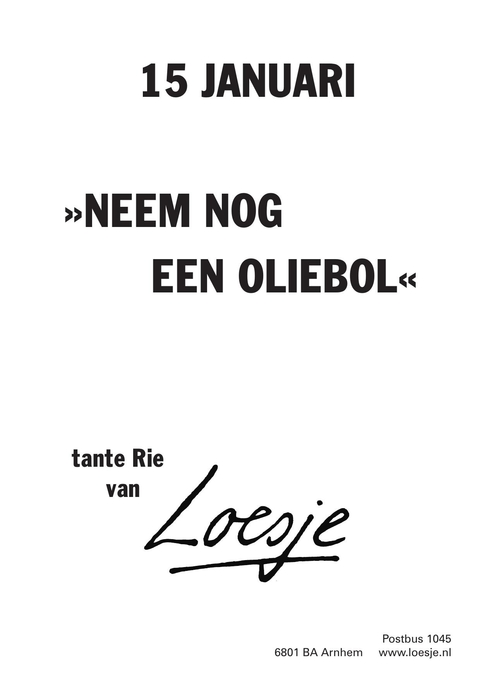 15 JANUARI
»NEEM NOG
EEN OLIEBOL«
tante Rie
van
Loesje
Postbus 1045
6801 BA Arnhem www.loesje.nl